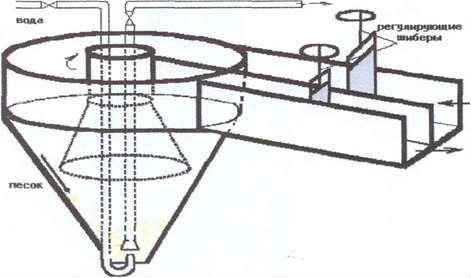 вода
регулирующие
шиберы
песок